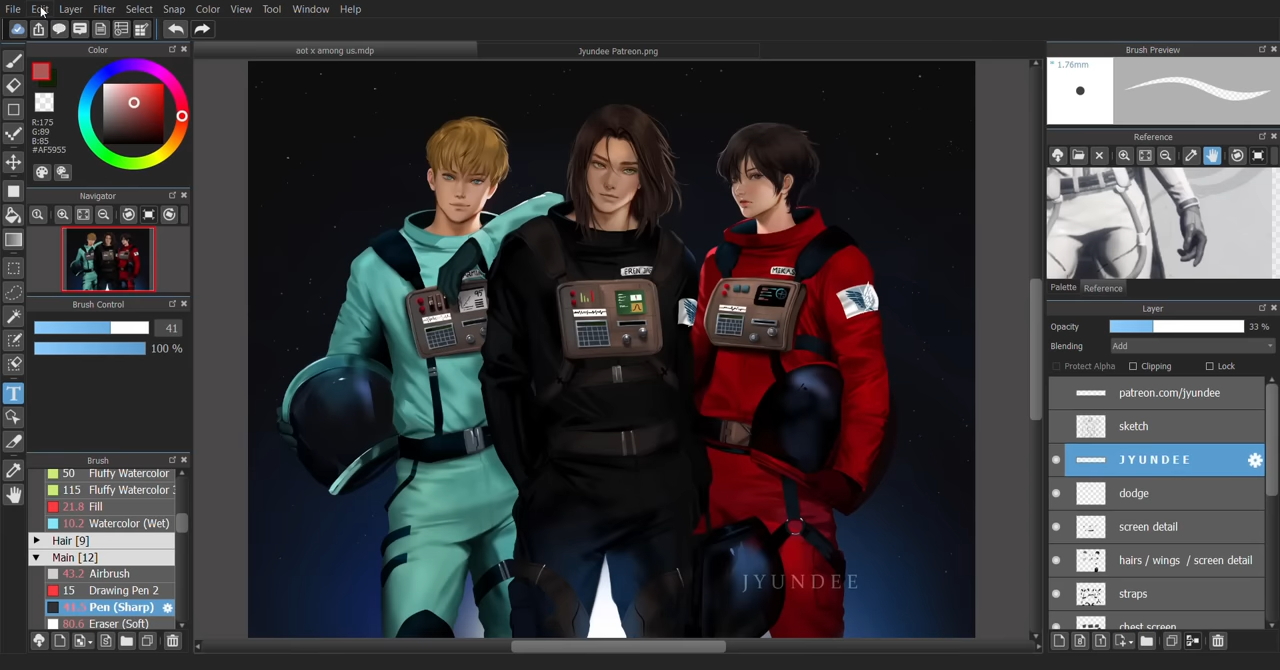 File Edit Layer Filter Select Snap Color View Tool Window Help
Color
aot x among us.mdp
Jyundee Patreon.png
Brush Preview
1.76mm
R:175
G:89
B:85
#AF5955
Reference
Navigator
Palette Reference
Brush Control
41
100 %
Layer
Opacity 33 %
Blending Add
Protect Alpha Clipping Lock
patreon.com/jyundee
sketch
JYUNDEE
dodge
screen detail
hairs / wings / screen detail
straps
chest screen
Brush
50 Fluffy Watercolor
115 Fluffy Watercolor
21.8 Fill
10.2 Watercolor (Wet)
Hair [9]
Main [12]
43.2 Airbrush
15 Drawing Pen 2
Pen (Sharp)
80.6 Eraser (Soft)
EREN JAE
MIKAS
JYUNDEE